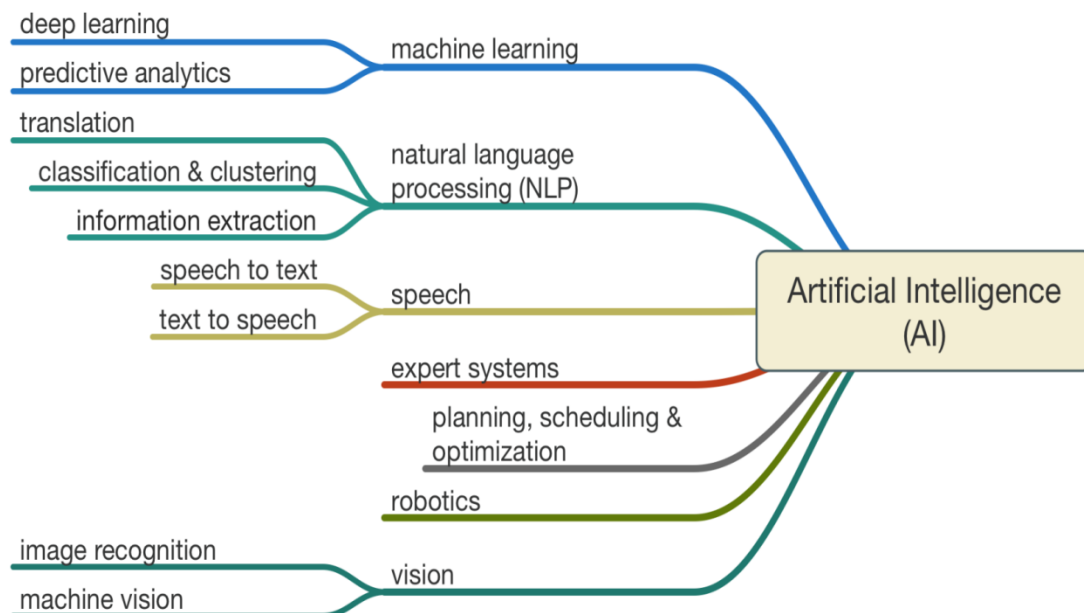 deep learning
machine learning
predictive analytics
translation
natural language
processing (NLP)
classification & clustering
information extraction
speech to text
speech
text to speech
Artificial Intelligence
(AI)
expert systems
planning, scheduling &
optimization
robotics
image recognition
vision
machine vision